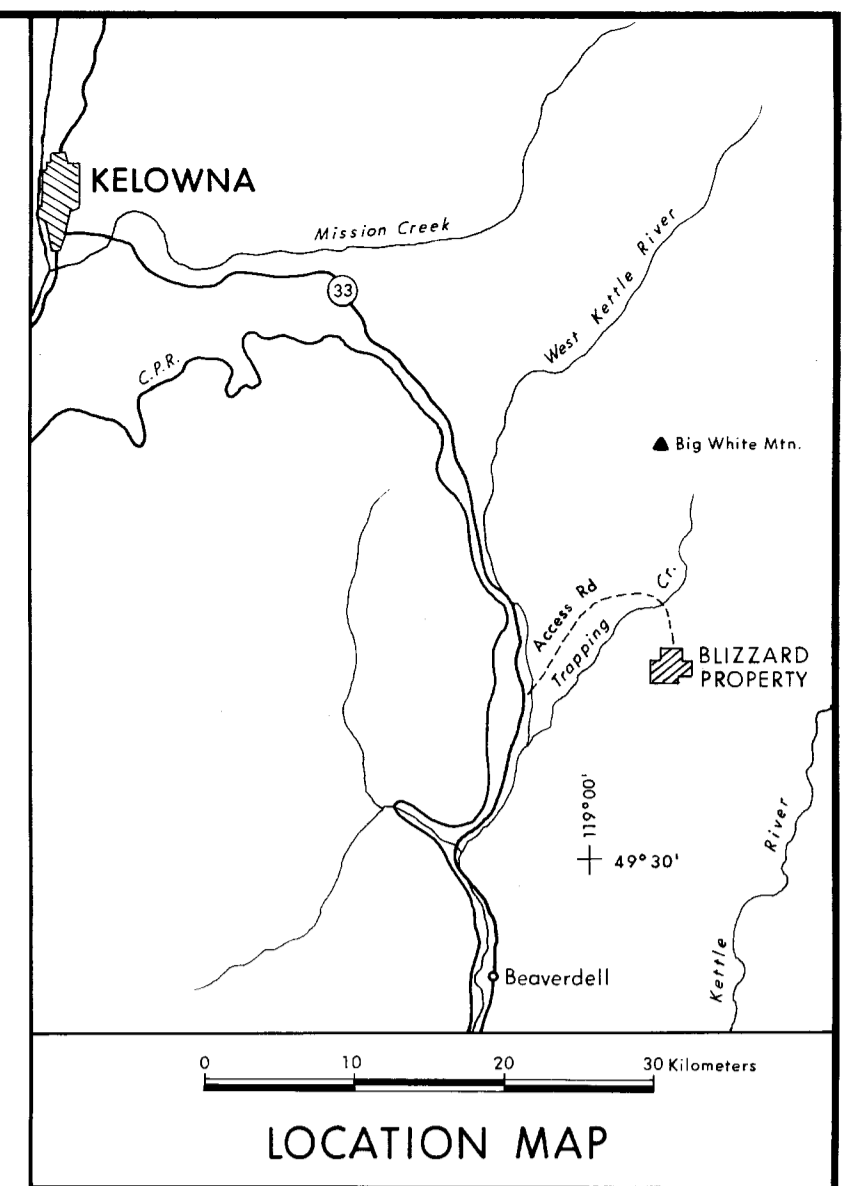 KELOWNA
Mission Creek
33
West Kettle River
C.P.R.
Big White Mtn.
Access Rd
Trapping Cr.
BLIZZARD
PROPERTY
119°00'
49°30'
Kettle River
Beaverdell
0 10 20 30 Kilometers
LOCATION MAP